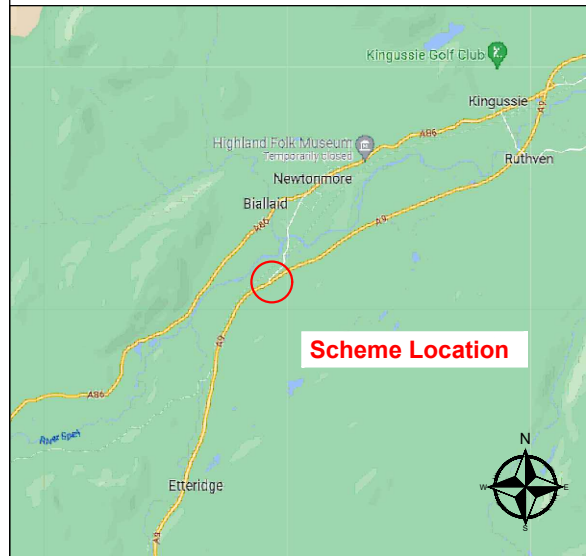 Kingussie Golf Club
Kingussie
A9
A86
Highland Folk Museum
Temporarily closed
Ruthven
Newtonmore
Biallaid
A9
A86
Scheme Location
A9
A86
River Spey
N
W
E
S
Etteridge
A9